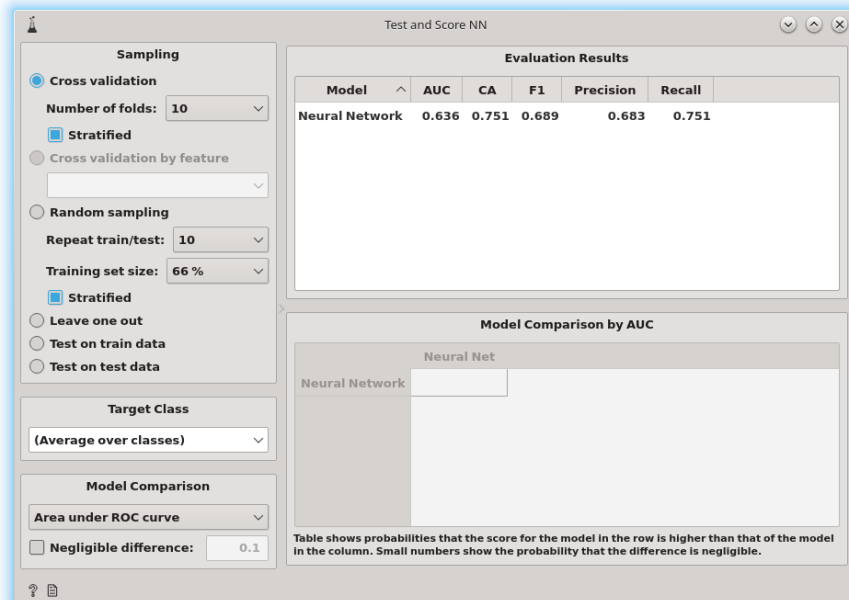 Test and Score NN
Sampling
Cross validation
Number of folds: 10
Stratified
Cross validation by feature
Random sampling
Repeat train/test: 10
Training set size: 66 %
Stratified
Leave one out
Test on train data
Test on test data
Target Class
(Average over classes)
Model Comparison
Area under ROC curve
Negligible difference: 0.1
?
Evaluation Results
Model AUC CA F1 Precision Recall
Neural Network 0.636 0.751 0.689 0.683 0.751
Model Comparison by AUC
Neural Net
Neural Network
Table shows probabilities that the score for the model in the row is higher than that of the model
in the column. Small numbers show the probability that the difference is negligible.